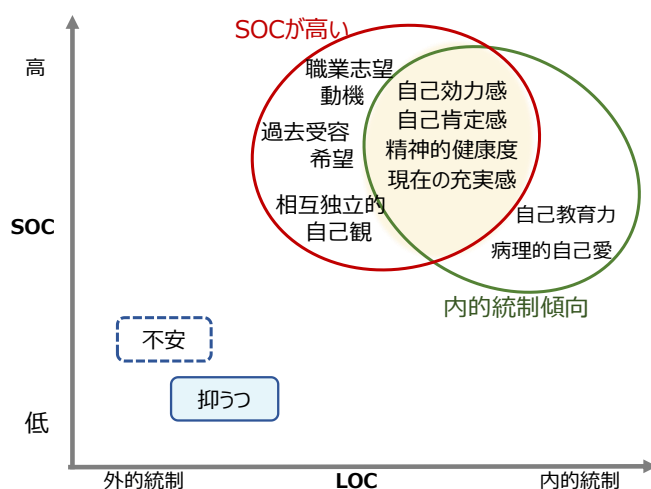 SOCが高い
高
職業志望
動機
過去受容
希望
相互独立的
自己観
自己効力感
自己肯定感
精神的健康度
現在の充実感
自己教育力
病理的自己愛
SOC
内的統制傾向
不安
抑うつ
低
外的統制
LOC
内的統制